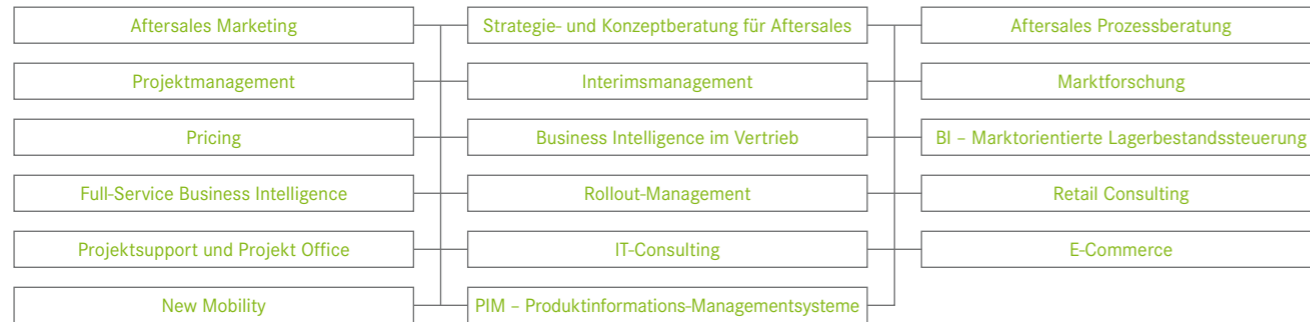 Aftersales Marketing
Strategie- und Konzeptberatung für Aftersales
Aftersales Prozessberatung
Projektmanagement
Interimsmanagement
Marktforschung
Pricing
Business Intelligence im Vertrieb
BI – Marktorientierte Lagerbestandssteuerung
Full-Service Business Intelligence
Rollout-Management
Retail Consulting
Projektsupport und Projekt Office
IT-Consulting
E-Commerce
New Mobility
PIM – Produktinformations-Managementsysteme